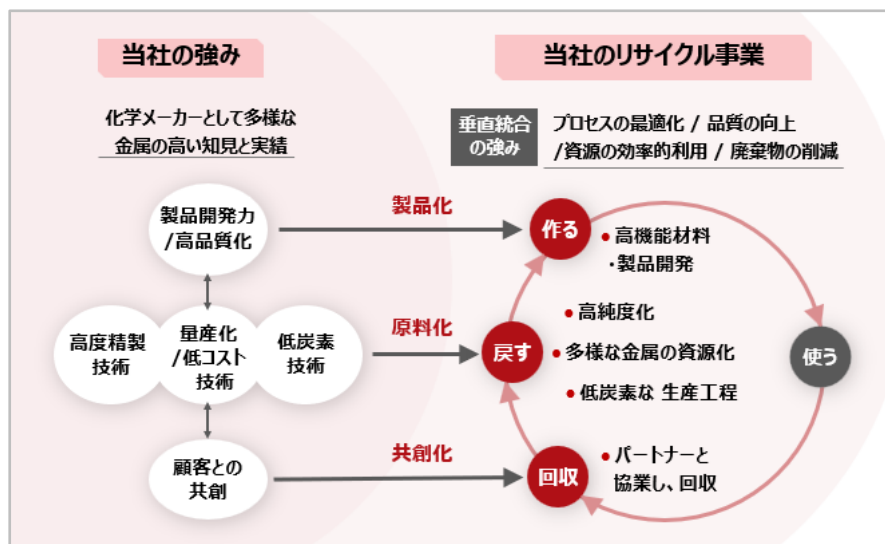 当社の強み
化学メーカーとして多様な
金属の高い知見と実績
製品開発力
/高品質化
高度精製
技術
量産化
/低コスト
技術
低炭素
技術
顧客との
共創
製品化
原料化
共創化
当社のリサイクル事業
垂直統合
の強み
プロセスの最適化 / 品質の向上
/資源の効率的利用 / 廃棄物の削減
作る
• 高機能材料
・製品開発
戻す
• 高純度化
• 多様な金属の資源化
• 低炭素な 生産工程
使う
回収
• パートナーと
協業し、回収